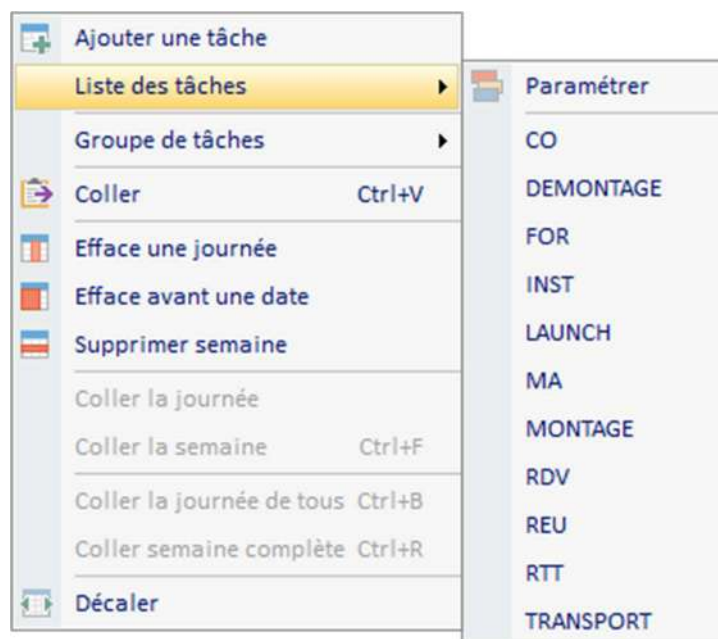 Ajouter une tâche
Liste des tâches
Groupe de tâches
Coller Ctrl+V
Efface une journée
Efface avant une date
Supprimer semaine
Coller la journée
Coller la semaine Ctrl+F
Coller la journée de tous Ctrl+B
Coller semaine complète Ctrl+R
Décaler
Paramétrer
CO
DEMONTAGE
FOR
INST
LAUNCH
MA
MONTAGE
RDV
REU
RTT
TRANSPORT